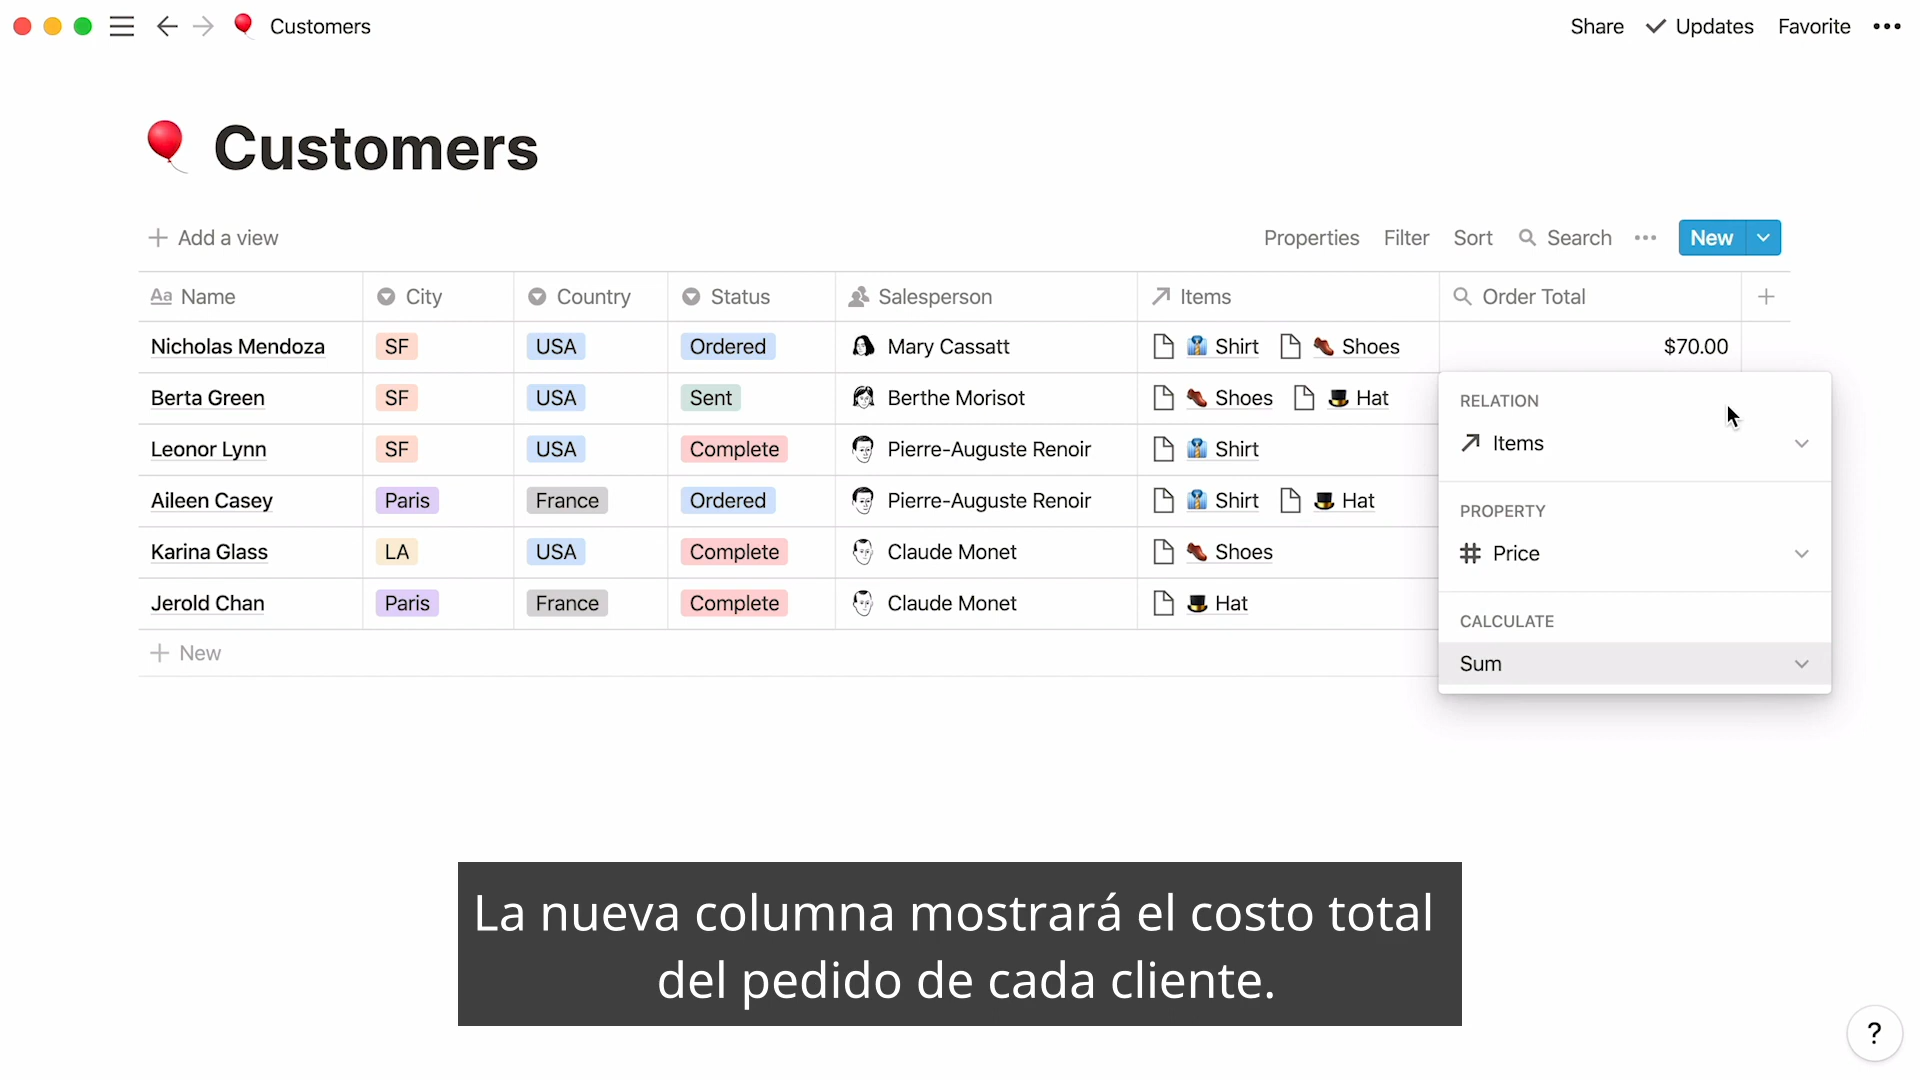 Customers
Share Updates Favorite
Customers
Add a view
Properties Filter Sort Search New
Aa Name City Country Status Salesperson Items Order Total
Nicholas Mendoza SF USA Ordered Mary Cassatt Shirt Shoes $70.00
Berta Green SF USA Sent Berthe Morisot Shoes Hat
Leonor Lynn SF USA Complete Pierre-Auguste Renoir Shirt
Aileen Casey Paris France Ordered Pierre-Auguste Renoir Shirt Hat
Karina Glass LA USA Complete Claude Monet Shoes
Jerold Chan Paris France Complete Claude Monet Hat
New
RELATION
Items
PROPERTY
Price
CALCULATE
Sum
La nueva columna mostrará el costo total
del pedido de cada cliente.
?